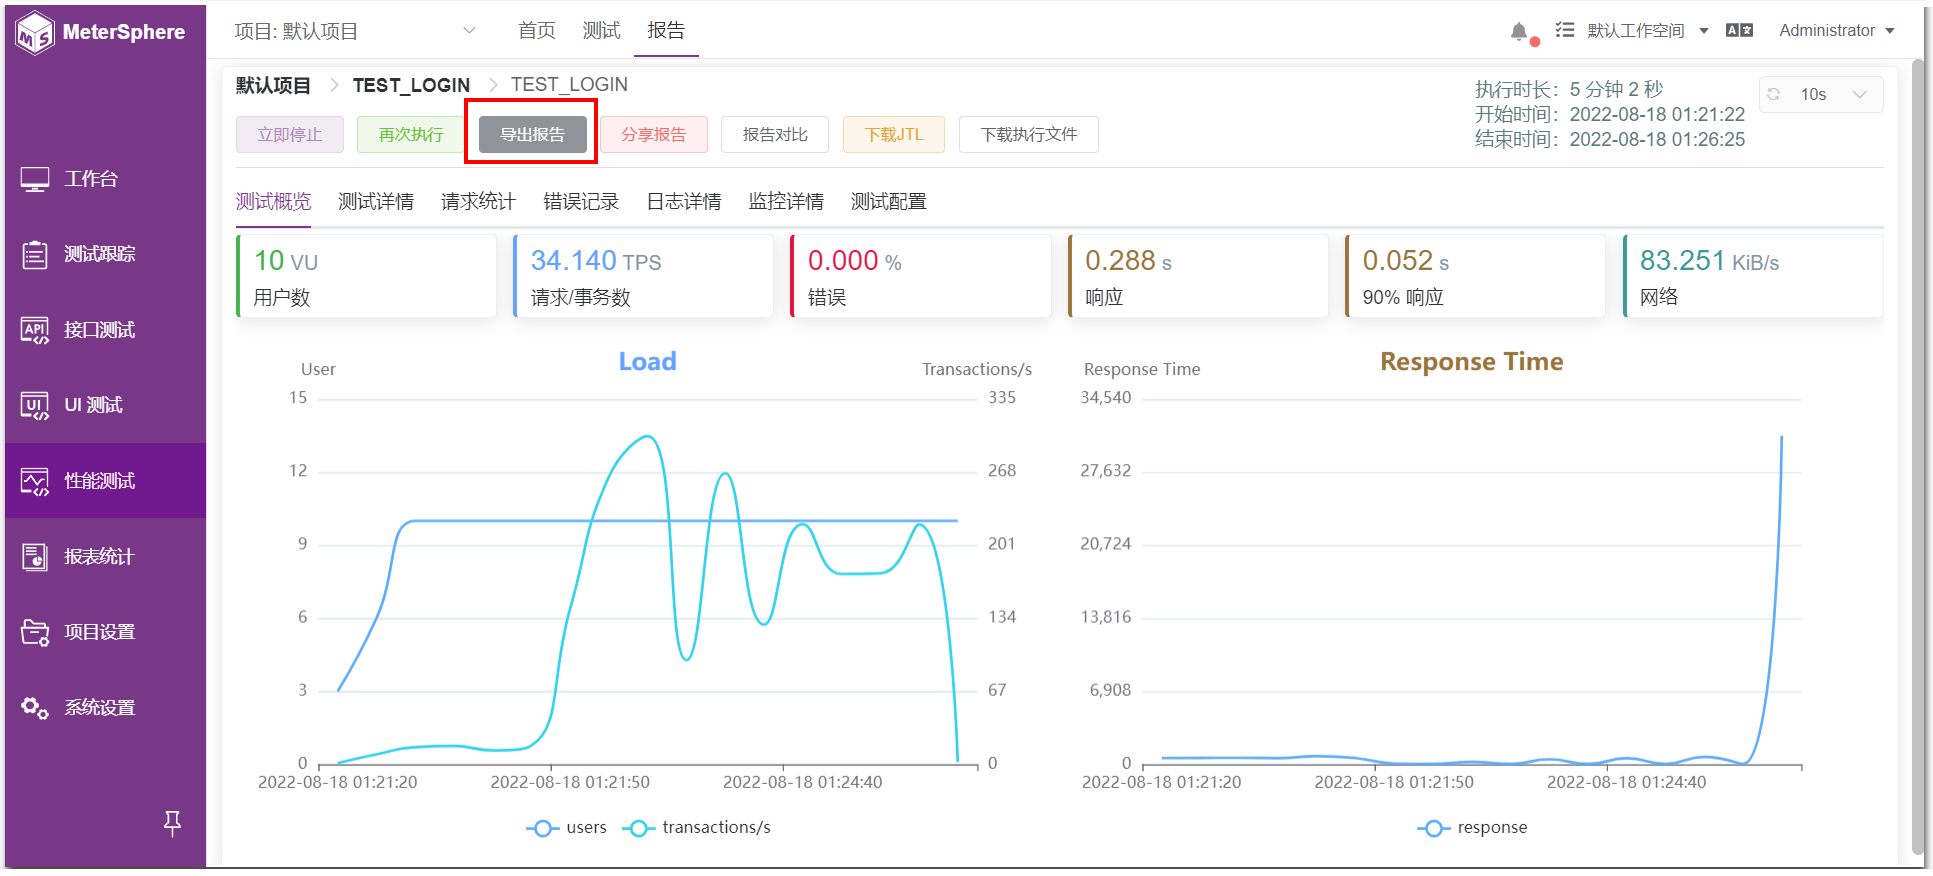 MeterSphere
项目: 默认项目
首页 测试 报告
默认工作空间
Administrator
默认项目 TEST_LOGIN TEST_LOGIN
执行时长: 5 分钟 2 秒
开始时间: 2022-08-18 01:21:22
结束时间: 2022-08-18 01:26:25
10s
立即停止 再次执行 导出报告 分享报告 报告对比 下载JTL 下载执行文件
工作台
测试跟踪
接口测试
UI 测试
性能测试
报表统计
项目设置
系统设置
测试概览 测试详情 请求统计 错误记录 日志详情 监控详情 测试配置
10 VU
用户数
34.140 TPS
请求/事务数
0.000 %
错误
0.288 s
响应
0.052 s
90% 响应
83.251 KiB/s
网络
Load
User
Transactions/s
15
12
9
6
3
0
335
268
201
134
67
0
2022-08-18 01:21:20 2022-08-18 01:21:50 2022-08-18 01:24:40
users transactions/s
Response Time
Response Time
34,540
27,632
20,724
13,816
6,908
0
2022-08-18 01:21:20 2022-08-18 01:21:50 2022-08-18 01:24:40
response